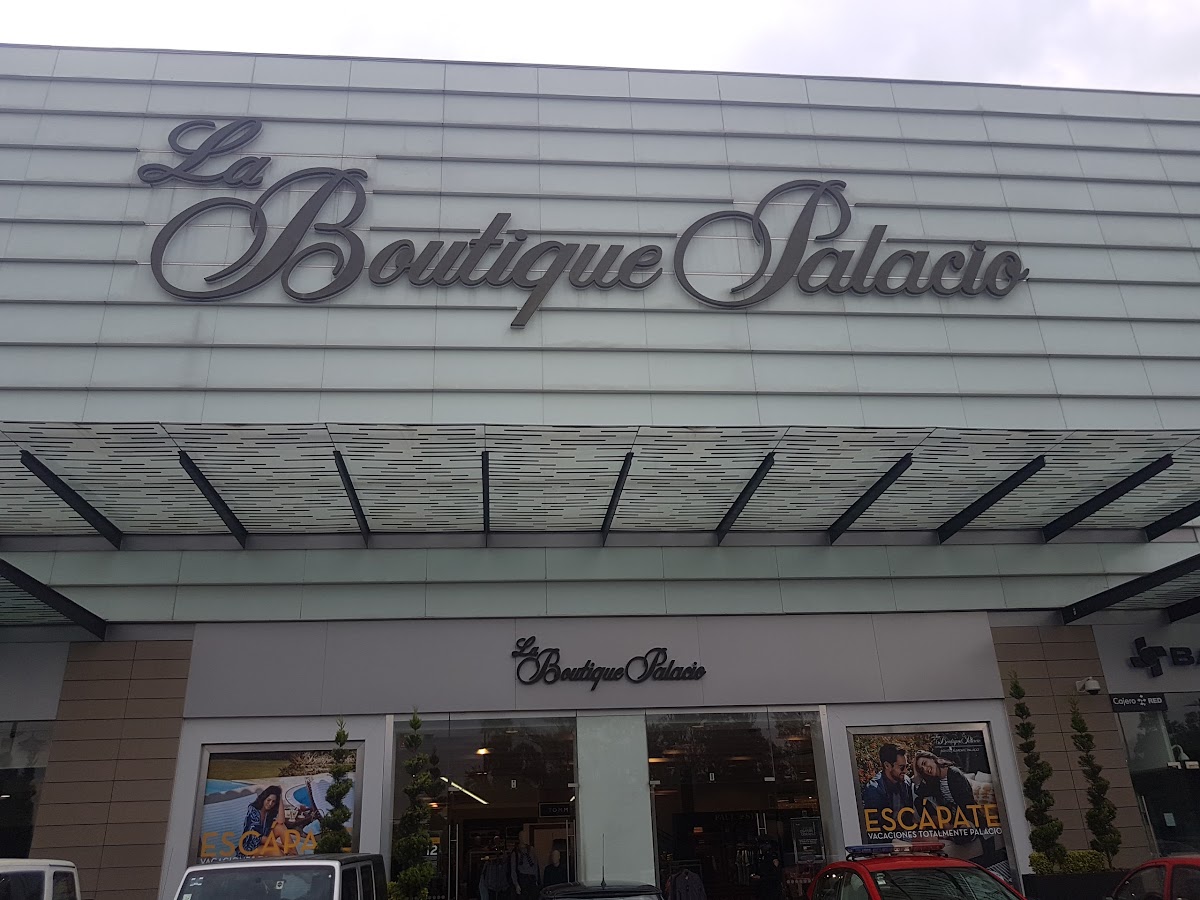 La
Boutique Palacio
La
Boutique Palacio
Cajero RED
ESCAPATE
VACACIONES TOTALMENTE PALACIO
ESCAPA